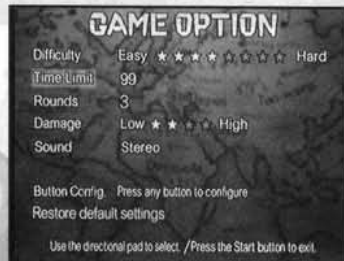 GAME OPTION
Difficulty Easy ★★★★☆☆☆☆ Hard
Time Limit 99
Rounds 3
Damage Low ★★☆☆ High
Sound Stereo
Button Config. Press any button to configure
Restore default settings
Use the directional pad to select. /Press the Start button to exit.